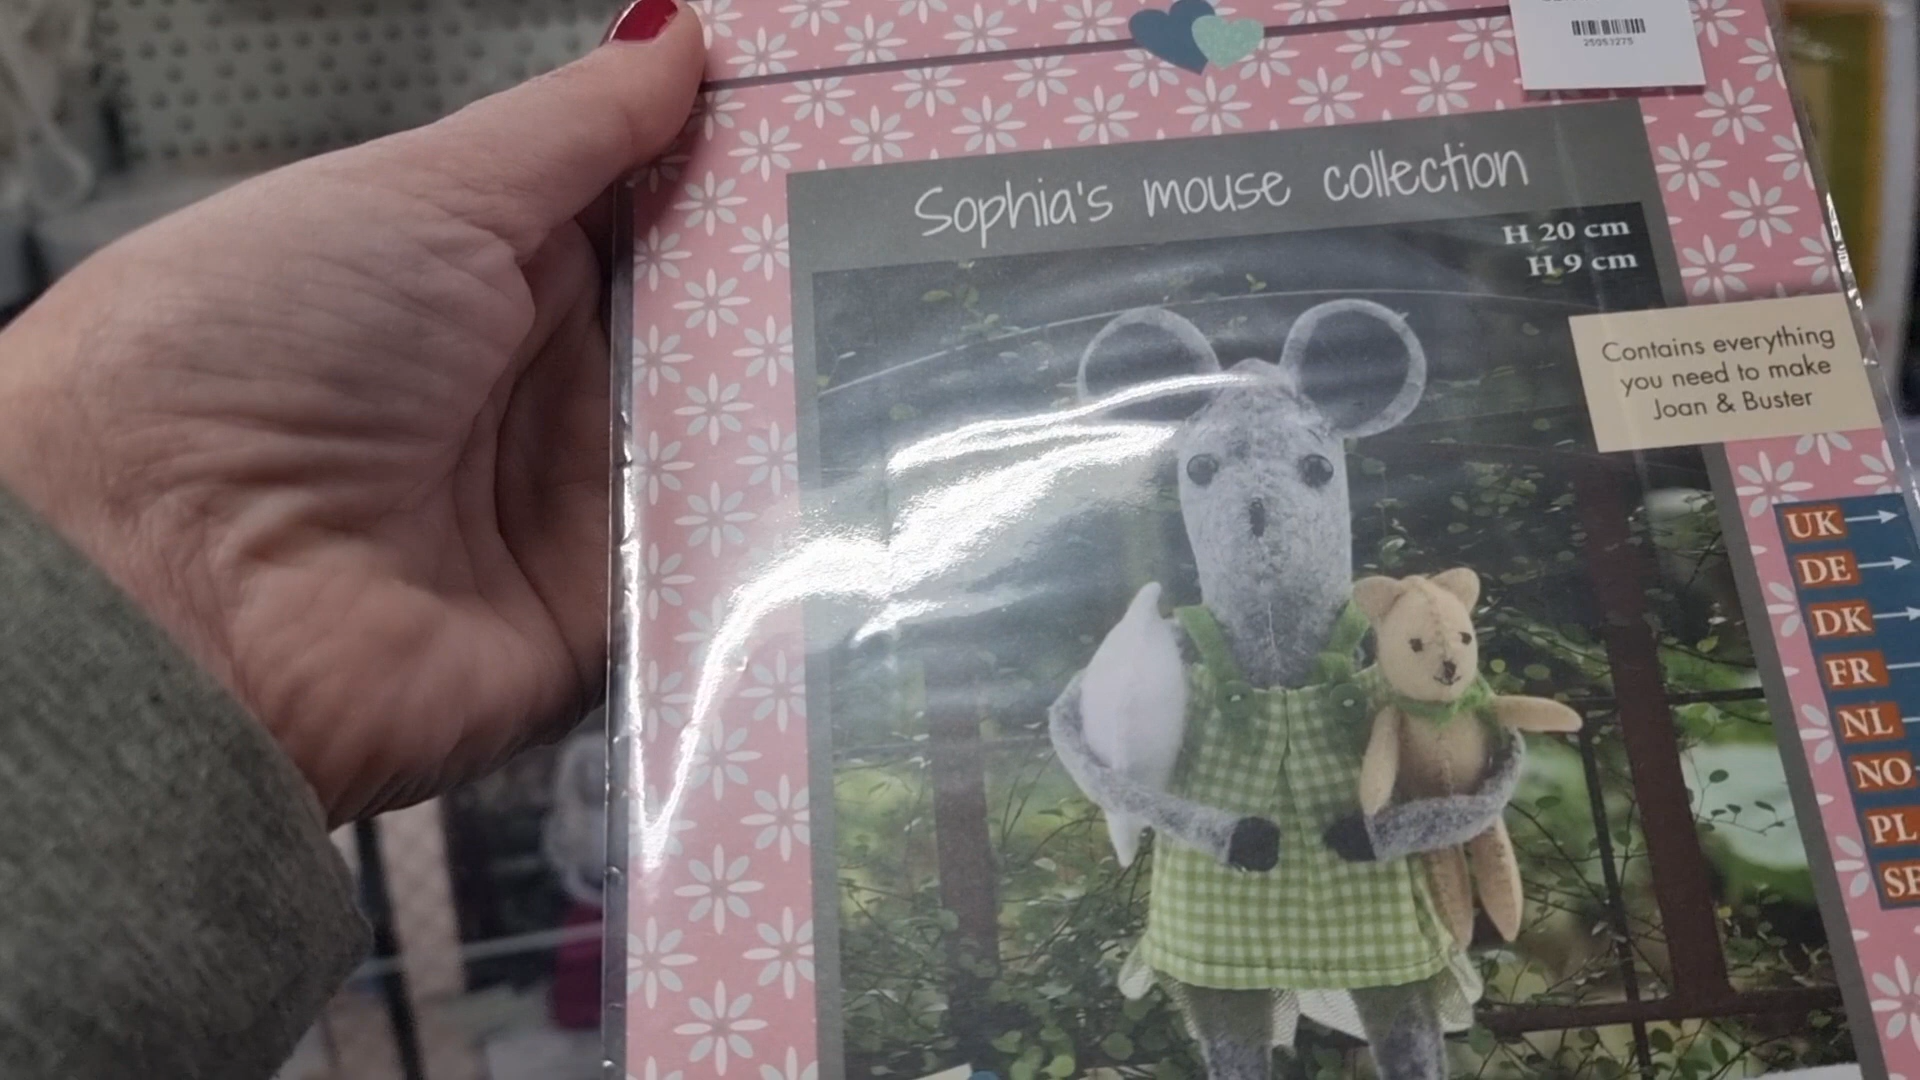 Sophia's mouse collection
H 20 cm
H 9 cm
Contains everything
you need to make
Joan & Buster
UK
DE
DK
FR
NL
NO
PL